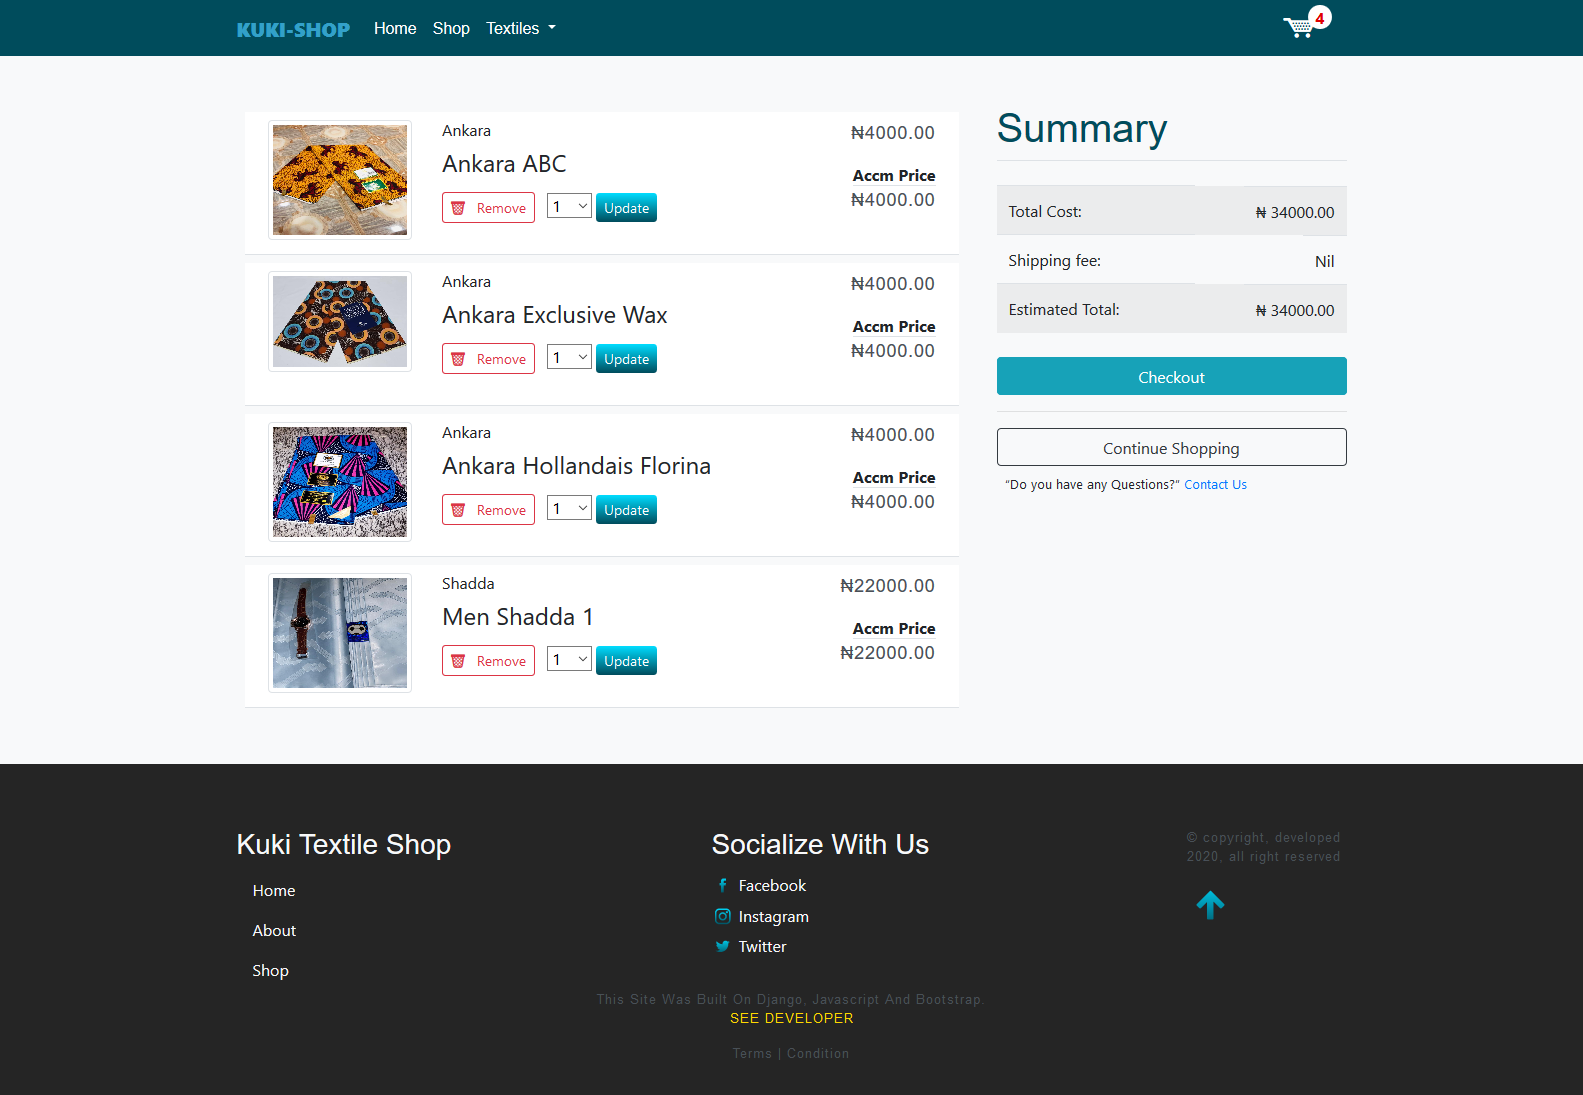 KUKI-SHOP Home Shop Textiles 4
Ankara
Ankara ABC
Remove 1 Update
₦4000.00
Accm Price
₦4000.00
Ankara
Ankara Exclusive Wax
Remove 1 Update
₦4000.00
Accm Price
₦4000.00
Ankara
Ankara Hollandais Florina
Remove 1 Update
₦4000.00
Accm Price
₦4000.00
Shadda
Men Shadda 1
Remove 1 Update
₦22000.00
Accm Price
₦22000.00
Summary
Total Cost: ₦ 34000.00
Shipping fee: Nil
Estimated Total: ₦ 34000.00
Checkout
Continue Shopping
“Do you have any Questions?” Contact Us
Kuki Textile Shop
Home
About
Shop
Socialize With Us
Facebook
Instagram
Twitter
© copyright, developed
2020, all right reserved
This Site Was Built On Django, Javascript And Bootstrap.
SEE DEVELOPER
Terms | Condition